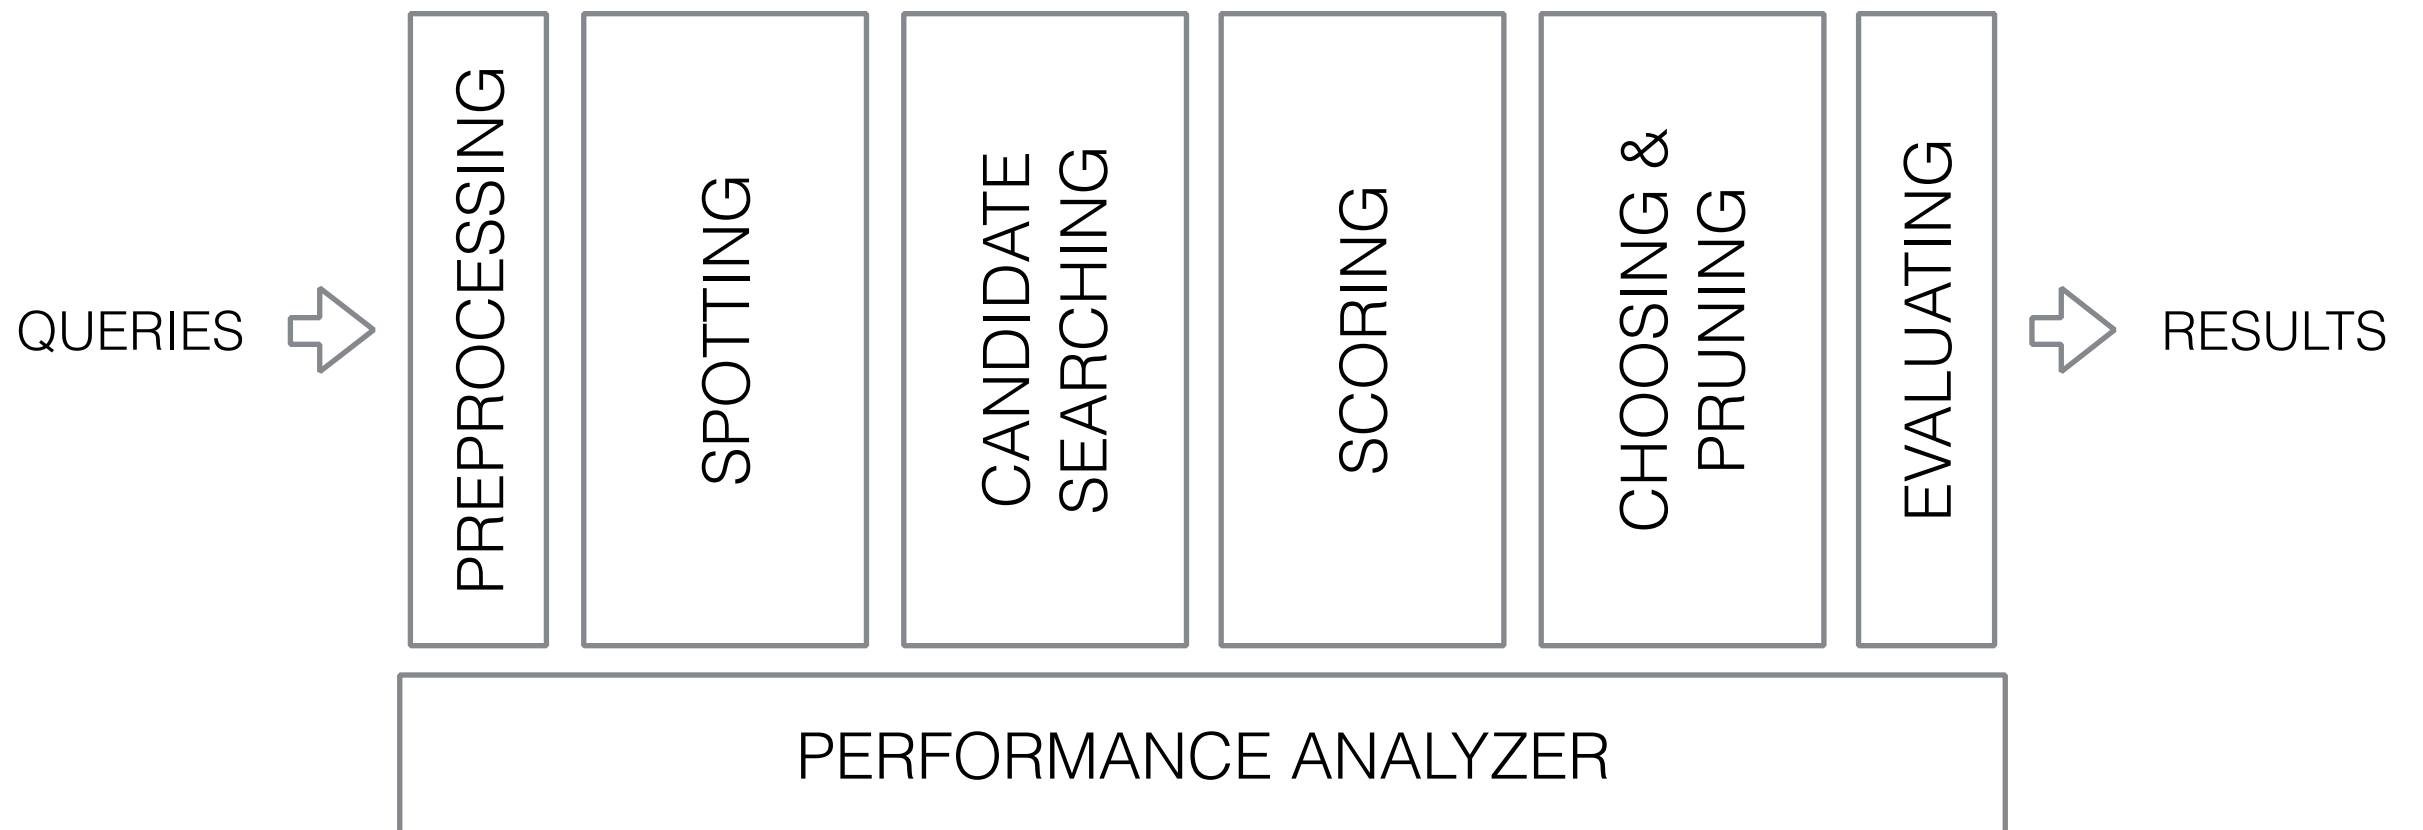 QUERIES
PREPROCESSING
SPOTTING
CANDIDATE
SEARCHING
SCORING
CHOOSING &
PRUNING
EVALUATING
RESULTS
PERFORMANCE ANALYZER